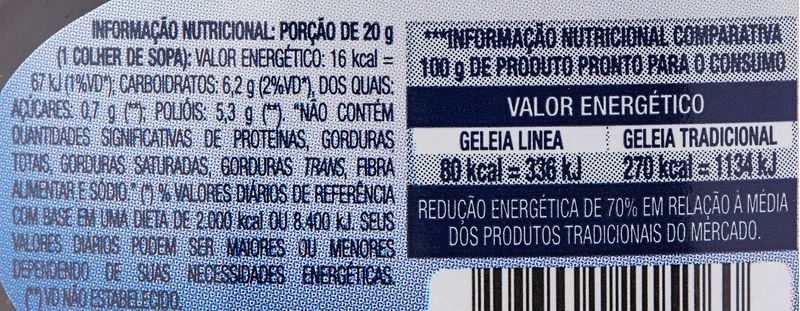 INFORMAÇÃO NUTRICIONAL: PORÇÃO DE 20 g
(1 COLHER DE SOPA): VALOR ENERGÉTICO: 16 kcal =
67 kJ (1%VD*), CARBOIDRATOS: 6,2 g (2%VD*), DOS QUAIS:
AÇÚCARES: 0,7 g (**); POLIÓIS: 5,3 g (**). "NÃO CONTÉM
QUANTIDADES SIGNIFICATIVAS DE PROTEÍNAS, GORDURAS
TOTAIS, GORDURAS SATURADAS, GORDURAS TRANS, FIBRA
ALIMENTAR E SÓDIO." (*) % VALORES DIÁRIOS DE REFERÊNCIA
COM BASE EM UMA DIETA DE 2.000 kcal OU 8.400 kJ. SEUS
VALORES DIÁRIOS PODEM SER MAIORES OU MENORES
DEPENDENDO DE SUAS NECESSIDADES ENERGÉTICAS.
(**) VD NÃO ESTABELECIDO.
***INFORMAÇÃO NUTRICIONAL COMPARATIVA
100 g DE PRODUTO PRONTO PARA O CONSUMO
VALOR ENERGÉTICO
GELEIA LINEA GELEIA TRADICIONAL
80 kcal = 336 kJ 270 kcal = 1134 kJ
REDUÇÃO ENERGÉTICA DE 70% EM RELAÇÃO À MÉDIA
DOS PRODUTOS TRADICIONAIS DO MERCADO.